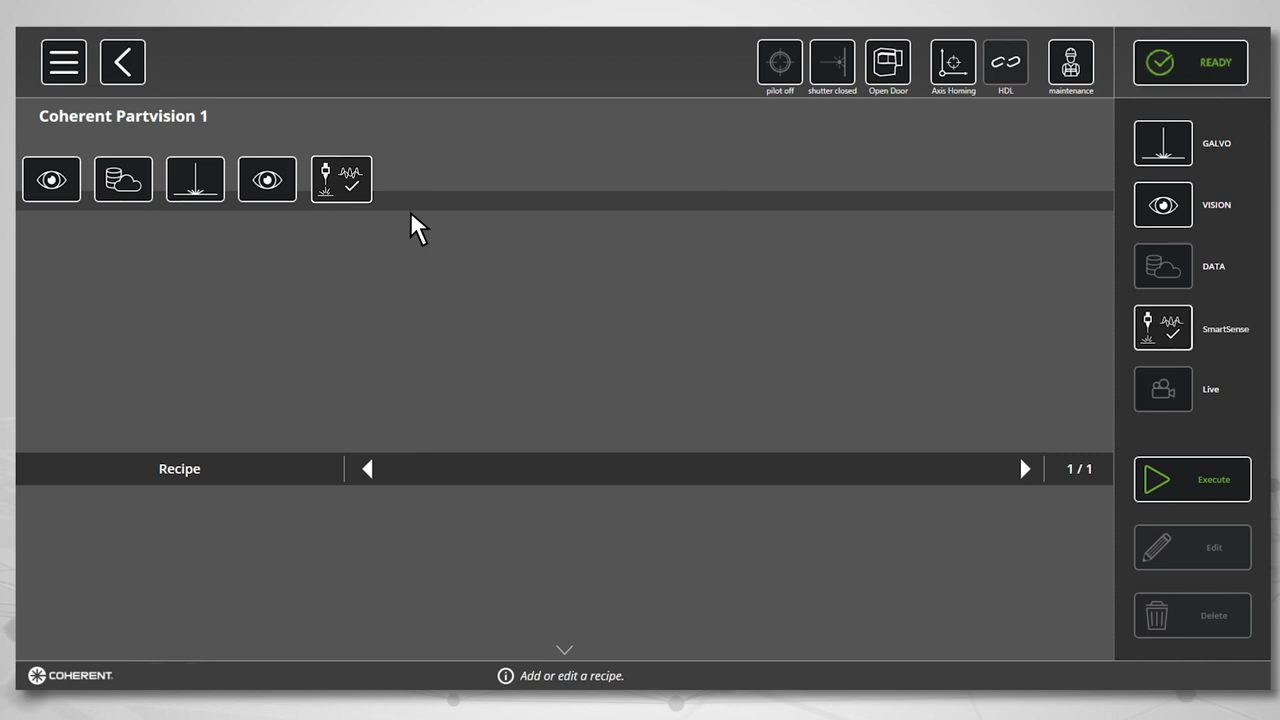 READY
pilot off
shutter closed
Open Door
Axis Homing
HDL
maintenance
Coherent Partvision 1
GALVO
VISION
DATA
SmartSense
Live
Recipe
1 / 1
Execute
Edit
Delete
COHERENT
Add or edit a recipe.